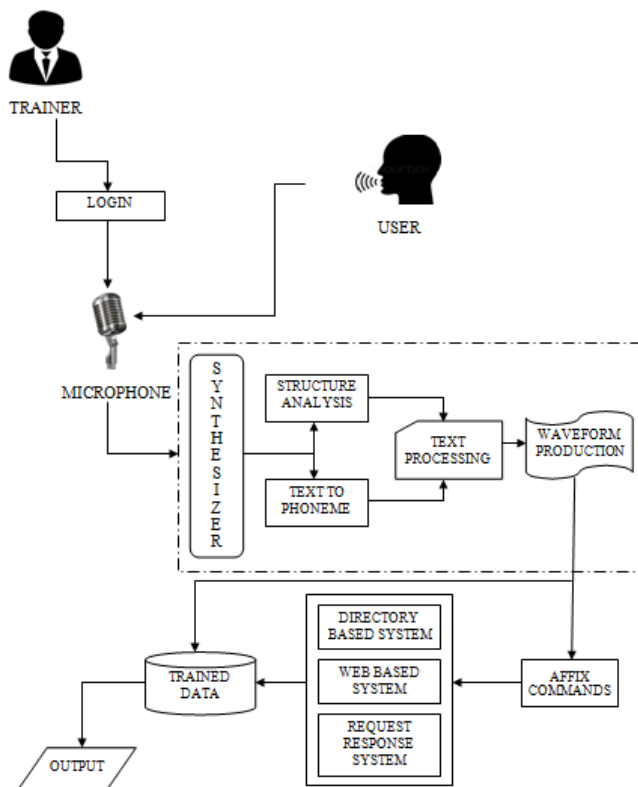 TRAINER
LOGIN
USER
MICROPHONE
SYNTHESIZER
STRUCTURE
ANALYSIS
TEXT TO
PHONEME
TEXT
PROCESSING
WAVEFORM
PRODUCTION
DIRECTORY
BASED SYSTEM
WEB BASED
SYSTEM
REQUEST
RESPONSE
SYSTEM
AFFIX
COMMANDS
TRAINED
DATA
OUTPUT